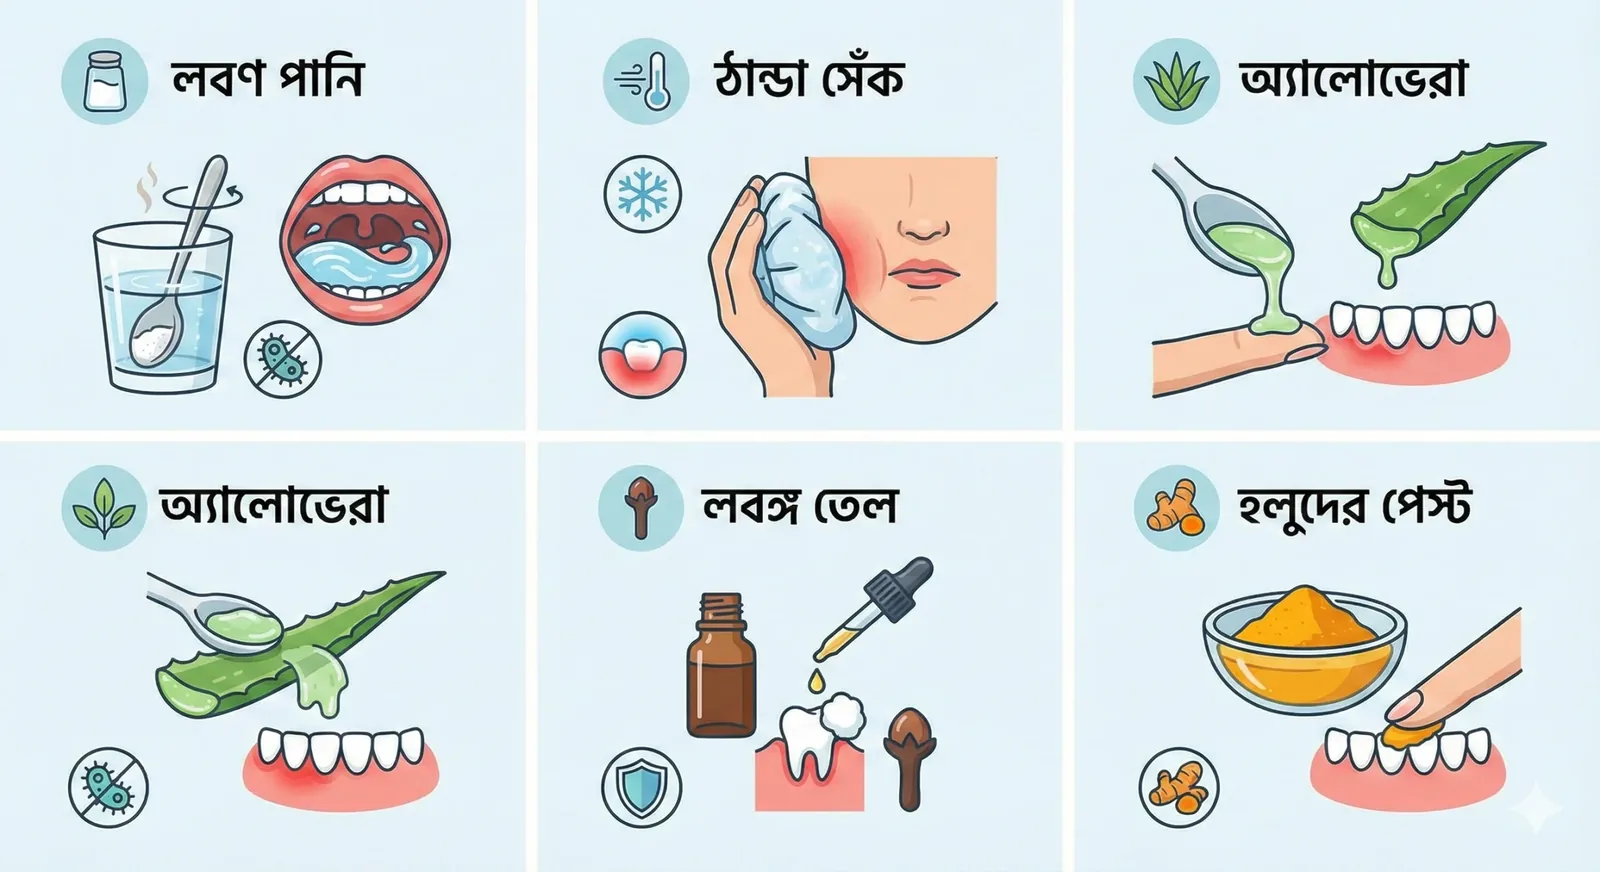 লবণ পানি
ঠান্ডা সেঁক
অ্যালোভেরা
অ্যালোভেরা
লবঙ্গ তেল
হলুদের পেস্ট